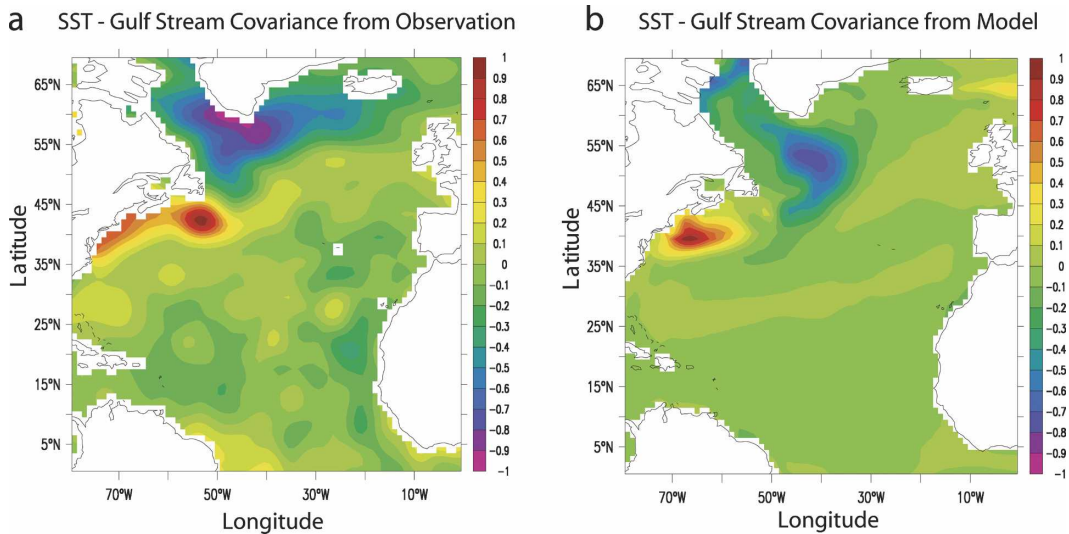 a SST - Gulf Stream Covariance from Observation
65°N
55°N
45°N
35°N
25°N
15°N
5°N
Latitude
70°W 50°W 30°W 10°W
Longitude
1
0.9
0.8
0.7
0.6
0.5
0.4
0.3
0.2
0.1
0
-0.1
-0.2
-0.3
-0.4
-0.5
-0.6
-0.7
-0.8
-0.9
-1
b SST - Gulf Stream Covariance from Model
65°N
55°N
45°N
35°N
25°N
15°N
5°N
Latitude
70°W 50°W 30°W 10°W
Longitude
1
0.9
0.8
0.7
0.6
0.5
0.4
0.3
0.2
0.1
0
-0.1
-0.2
-0.3
-0.4
-0.5
-0.6
-0.7
-0.8
-0.9
-1